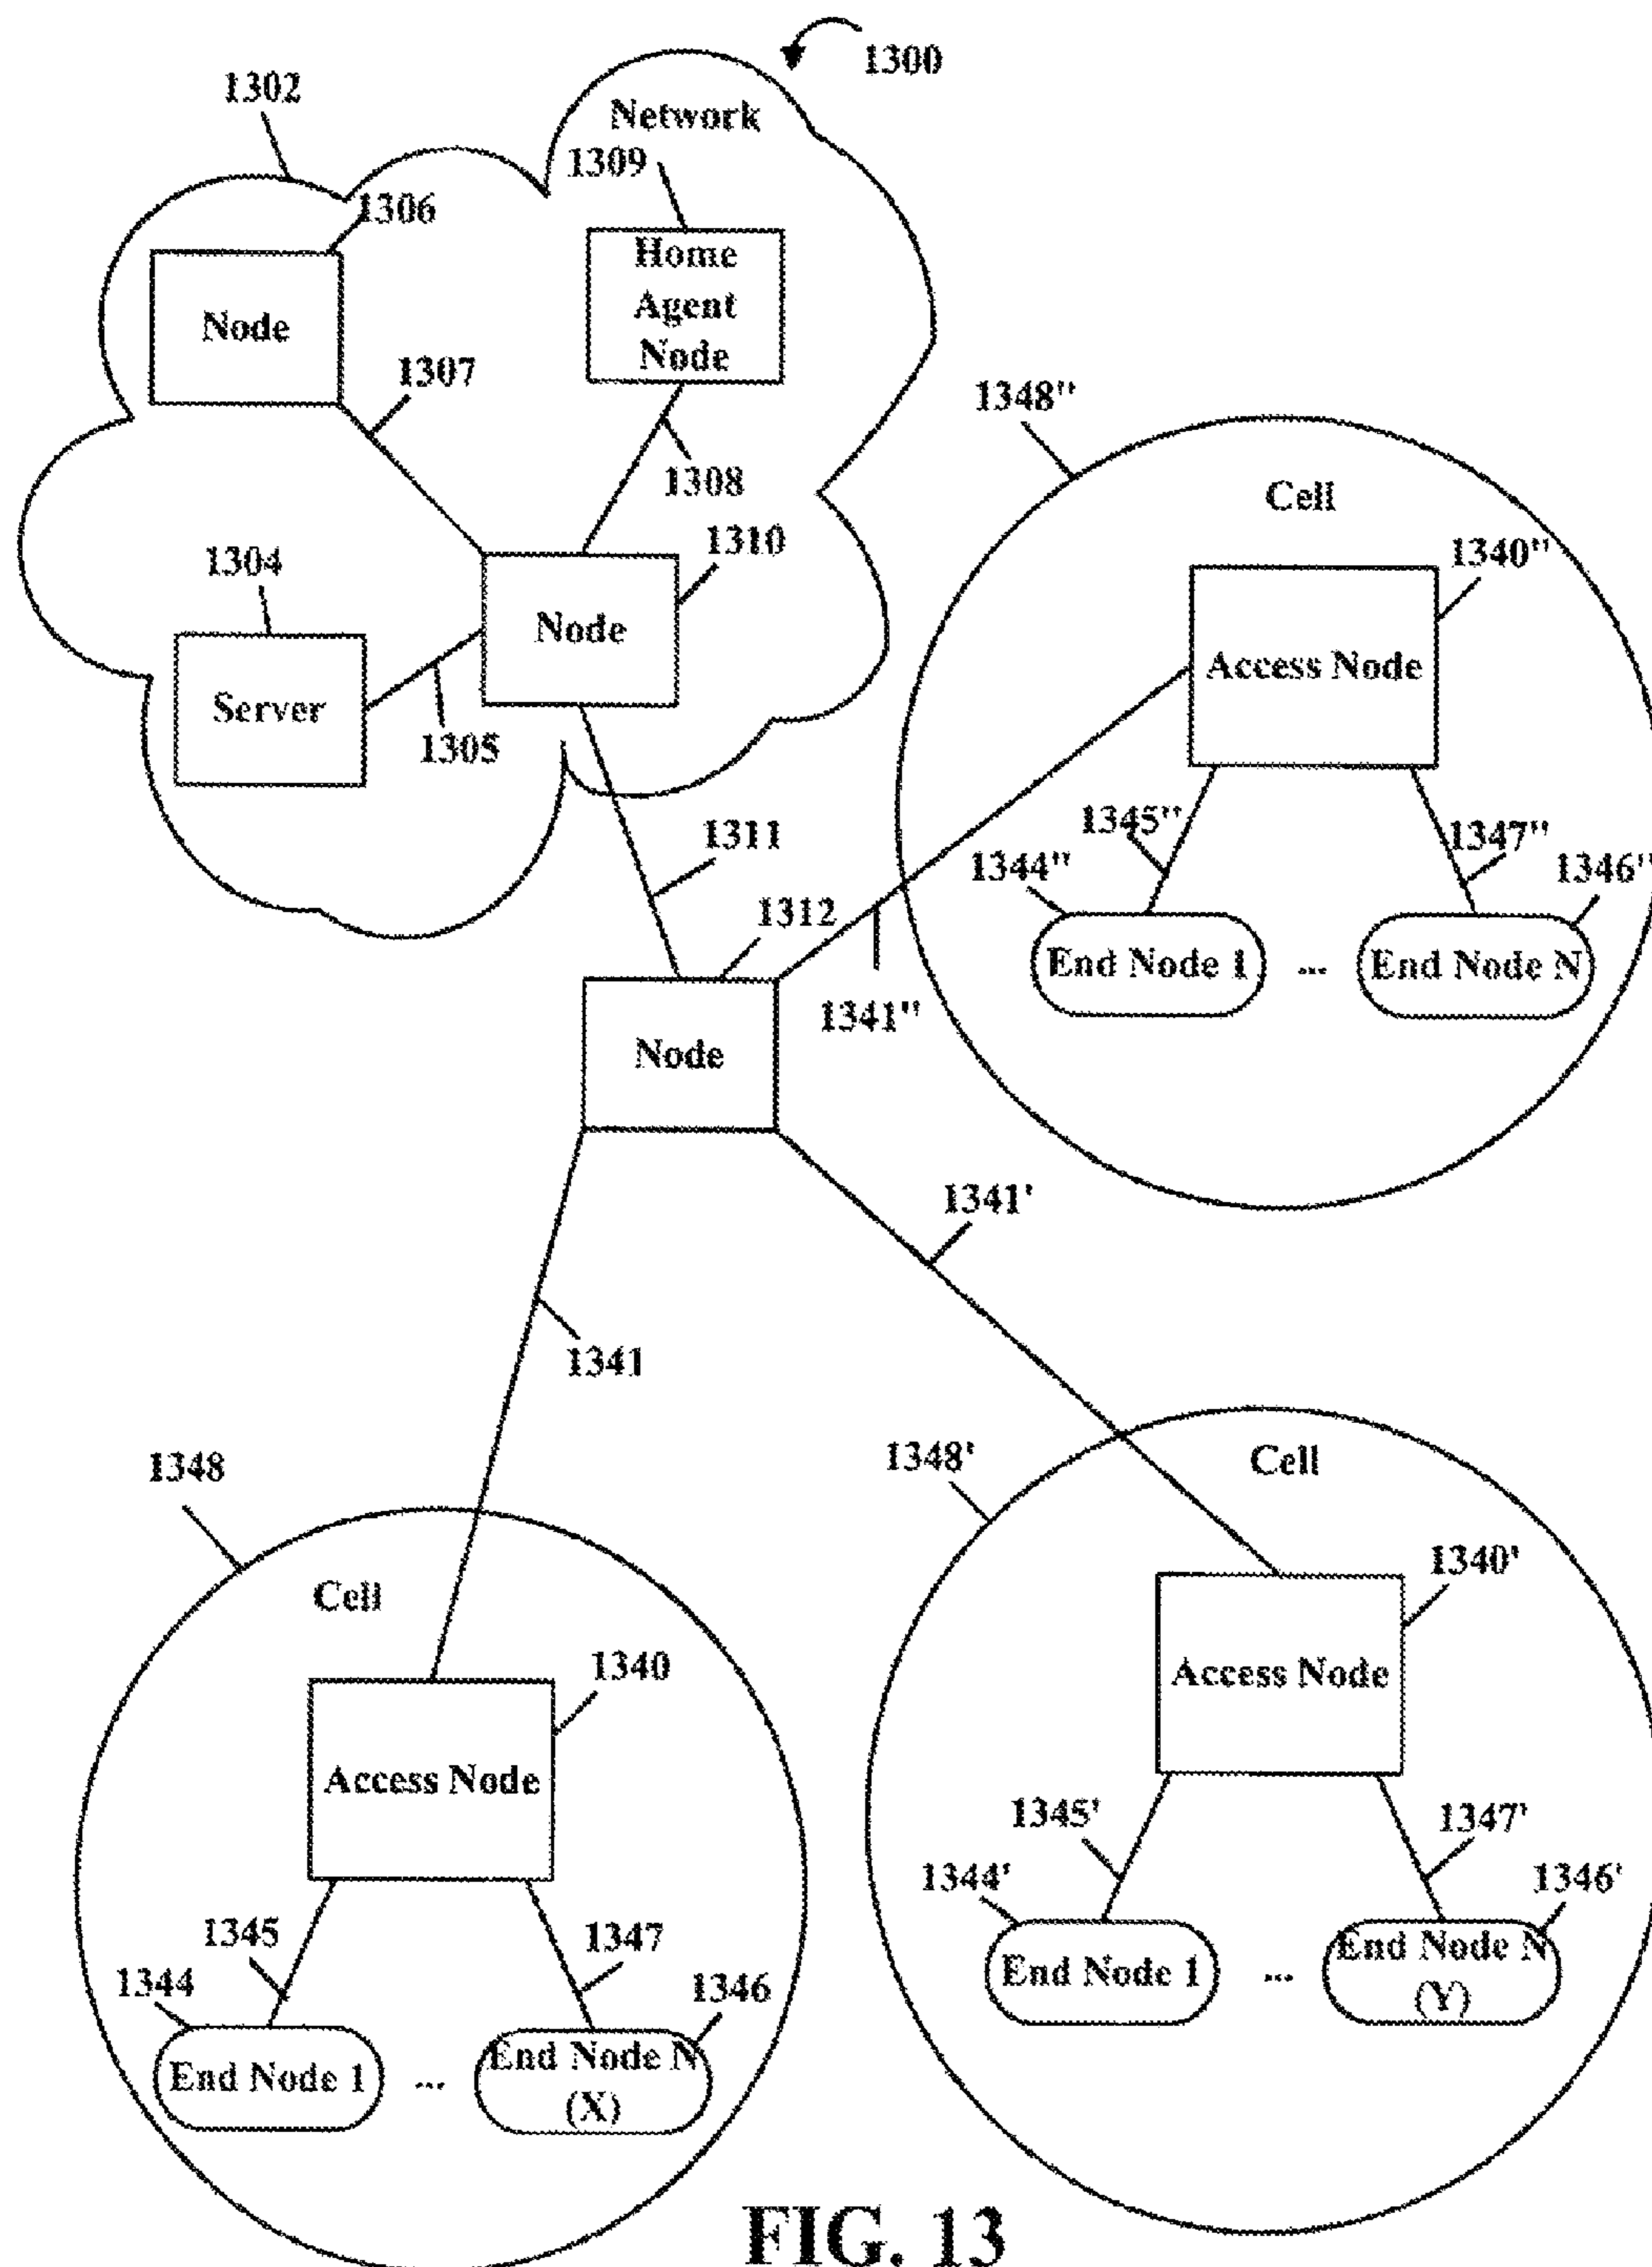 1300
1302
Network
1309
1306
Home
Agent
Node
Node
1307
1308
1348"
Cell
1304
1310
1340"
Node
Access Node
Server
1305
1345"
1347"
1311
1344"
1346"
1312
End Node 1 ... End Node N
1341"
Node
1341'
1341
1348
1348'
Cell
Cell
1340'
1340
Access Node
Access Node
1345'
1347'
1344'
1346'
1345
1347
End Node 1 ... End Node N
(Y)
1344
1346
End Node 1 ... End Node N
(X)
FIG. 13